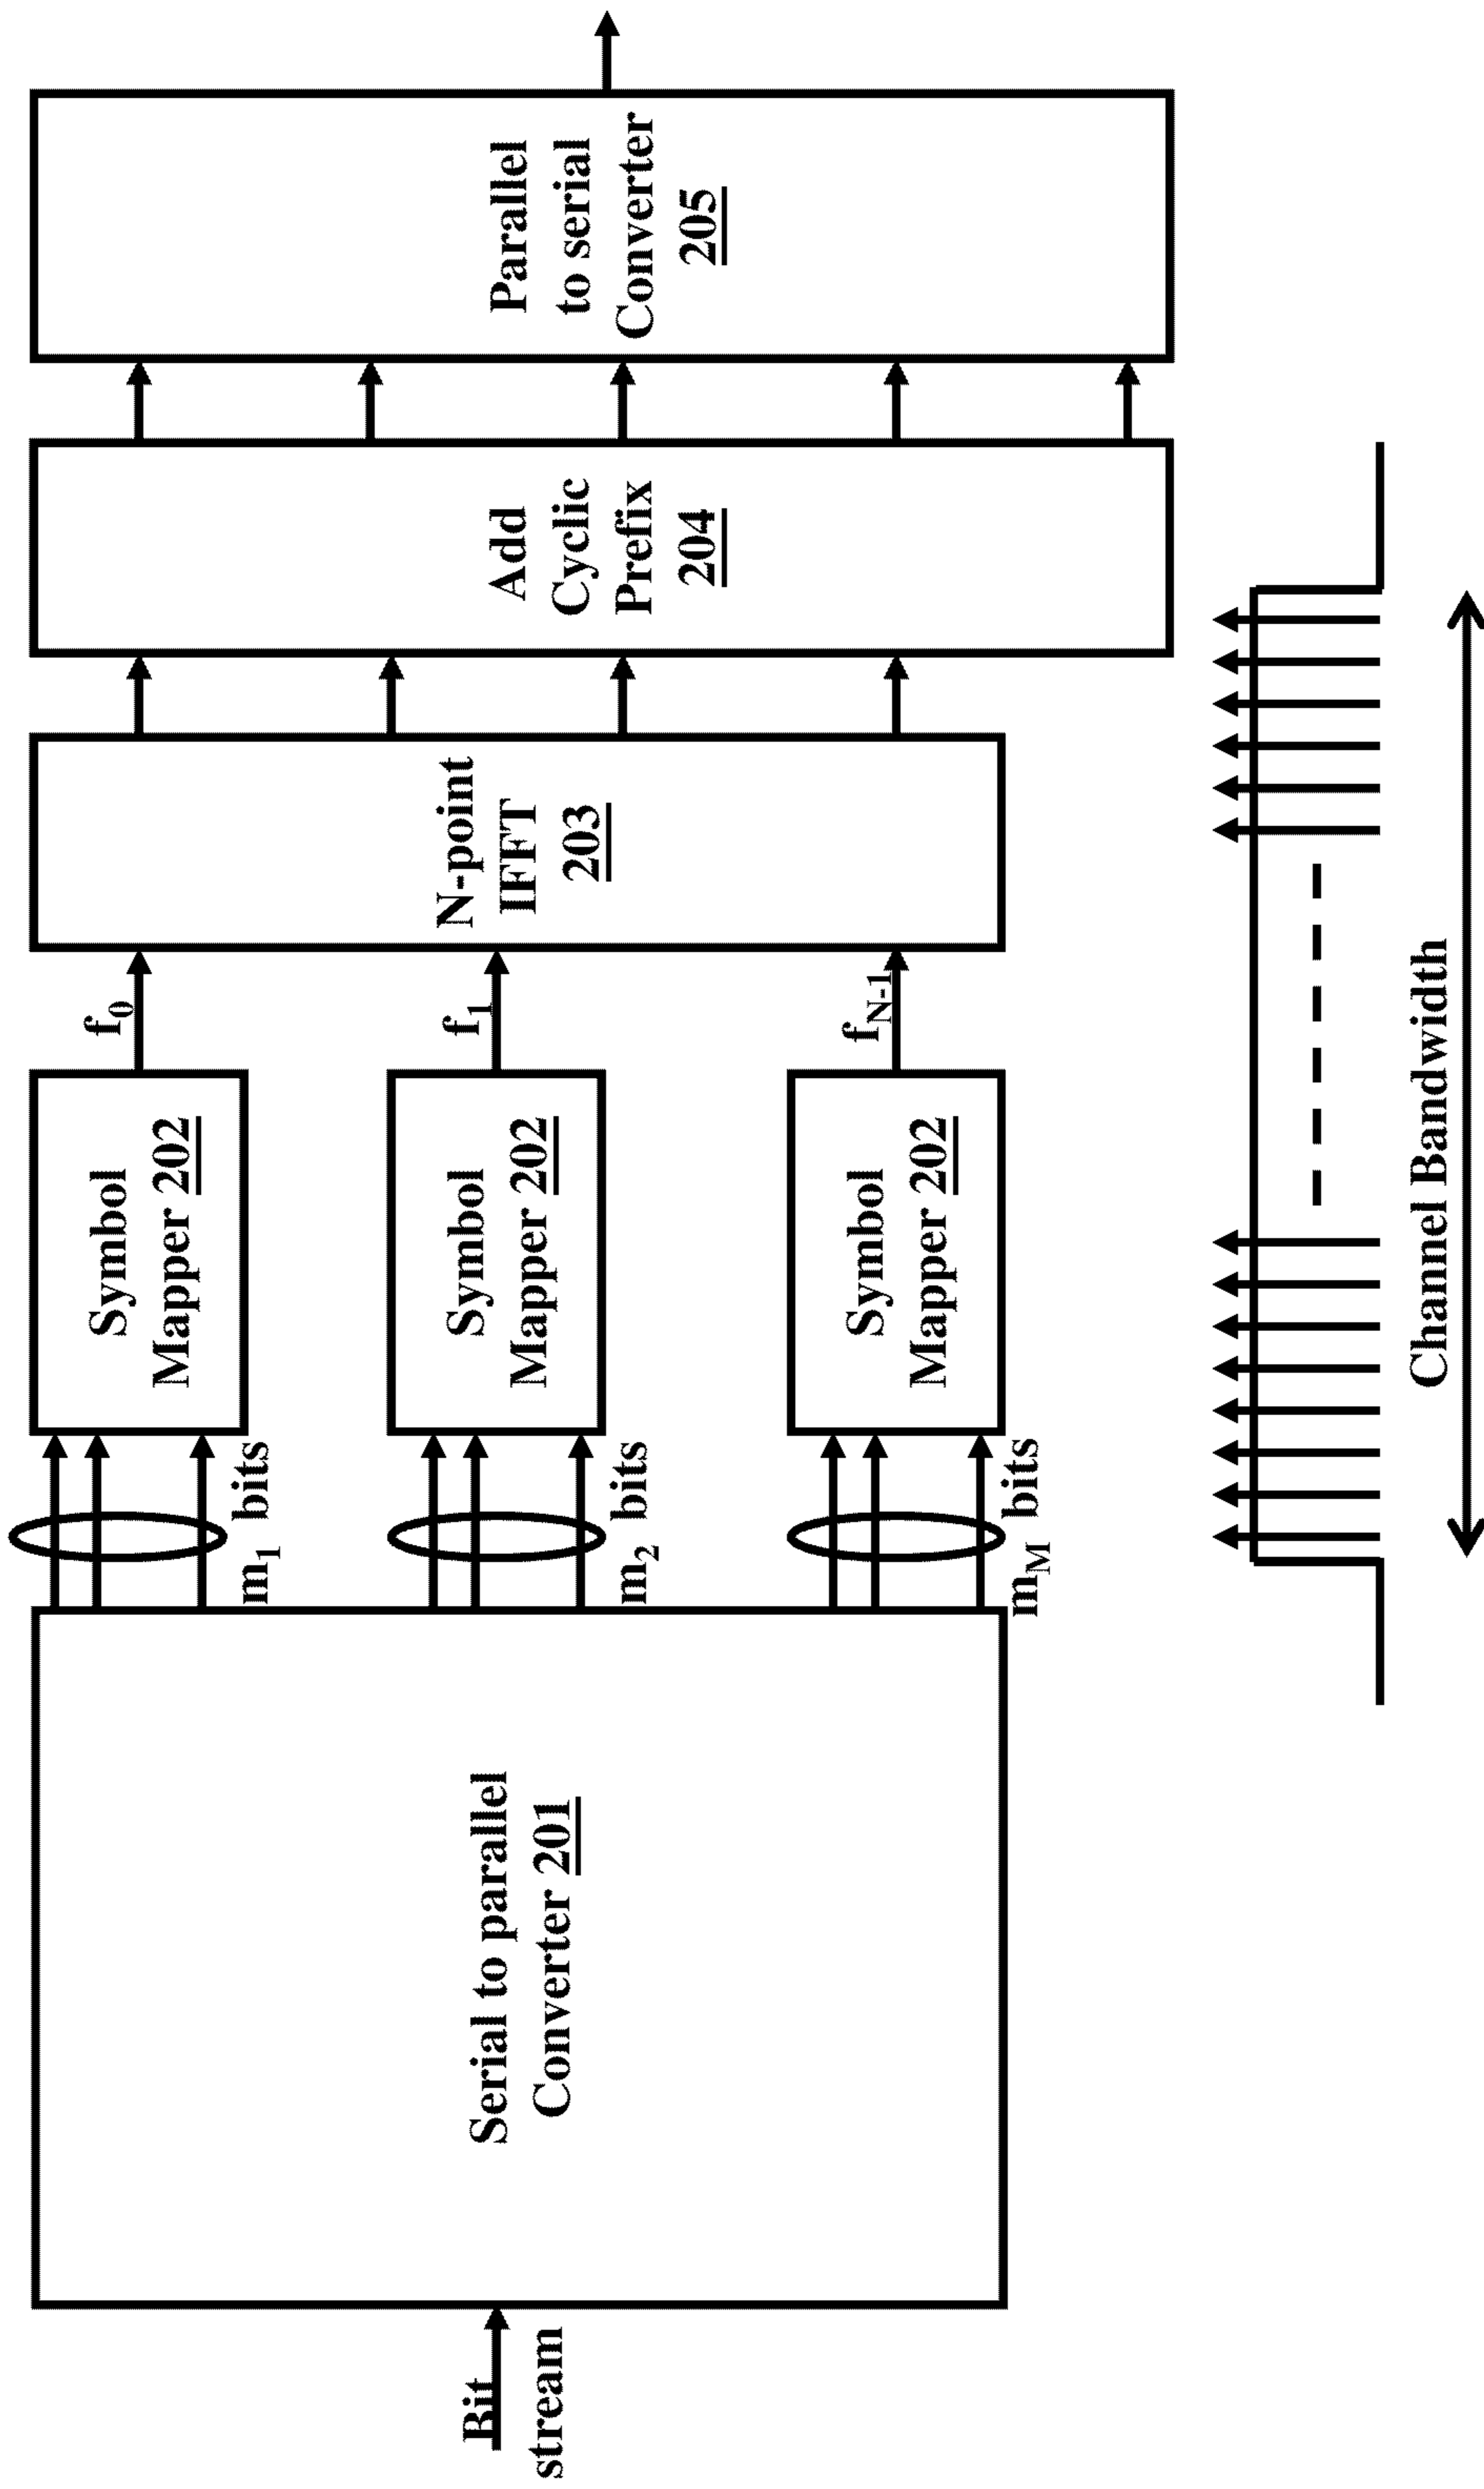 Bit
stream
Serial to parallel
Converter 201
m1 bits
m2 bits
mM bits
Symbol
Mapper 202
Symbol
Mapper 202
Symbol
Mapper 202
f0
f1
fN-1
N-point
IFFT
203
Add
Cyclic
Prefix
204
Parallel
to serial
Converter
205
Channel Bandwidth